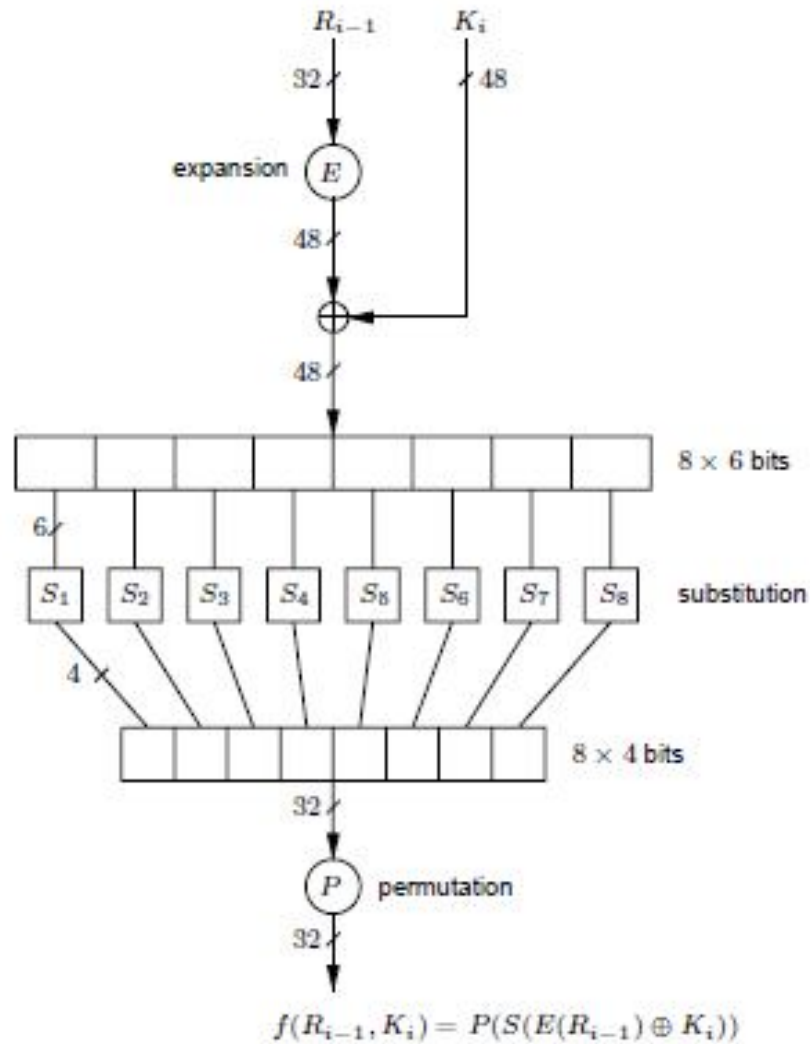 R_{i−1} K_i
32 48
expansion E
48
48
8 × 6 bits
6
S_1 S_2 S_3 S_4 S_5 S_6 S_7 S_8 substitution
4
8 × 4 bits
32
P permutation
32
f(R_{i−1}, K_i) = P(S(E(R_{i−1}) ⊕ K_i))